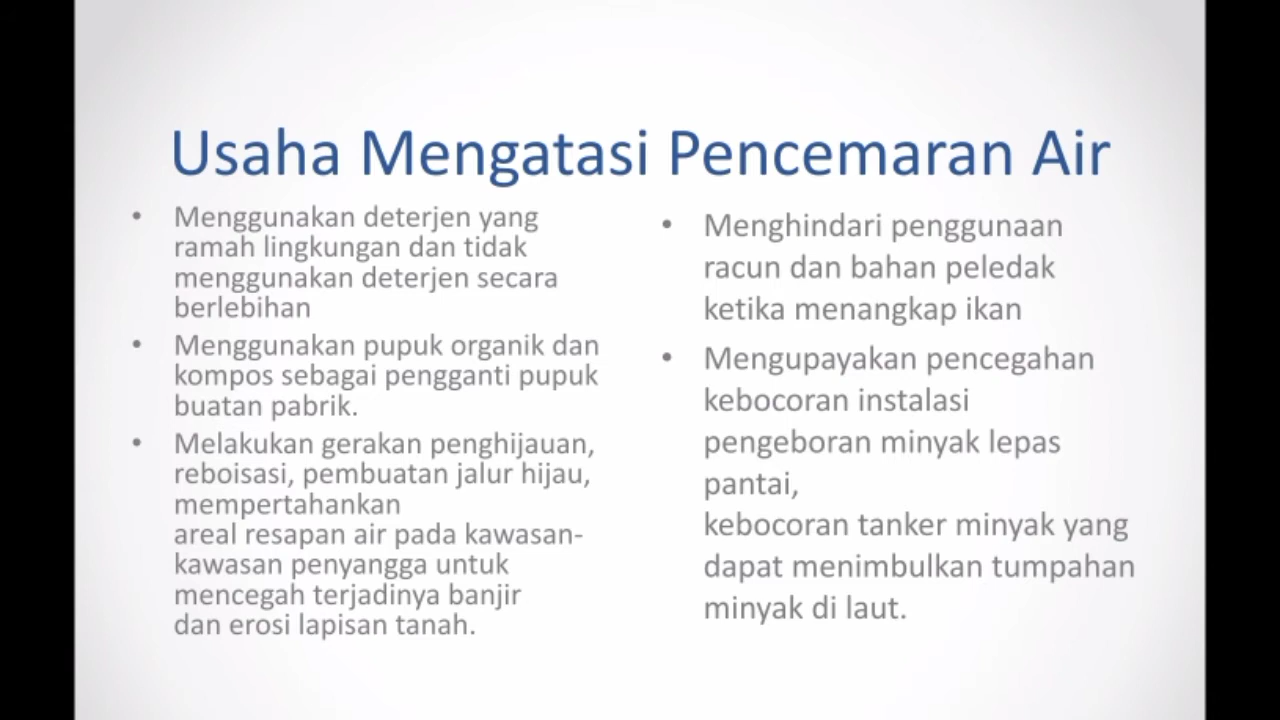 Usaha Mengatasi Pencemaran Air
• Menggunakan deterjen yang
ramah lingkungan dan tidak
menggunakan deterjen secara
berlebihan
• Menggunakan pupuk organik dan
kompos sebagai pengganti pupuk
buatan pabrik.
• Melakukan gerakan penghijauan,
reboisasi, pembuatan jalur hijau,
mempertahankan
areal resapan air pada kawasan-
kawasan penyangga untuk
mencegah terjadinya banjir
dan erosi lapisan tanah.
• Menghindari penggunaan
racun dan bahan peledak
ketika menangkap ikan
• Mengupayakan pencegahan
kebocoran instalasi
pengeboran minyak lepas
pantai,
kebocoran tanker minyak yang
dapat menimbulkan tumpahan
minyak di laut.